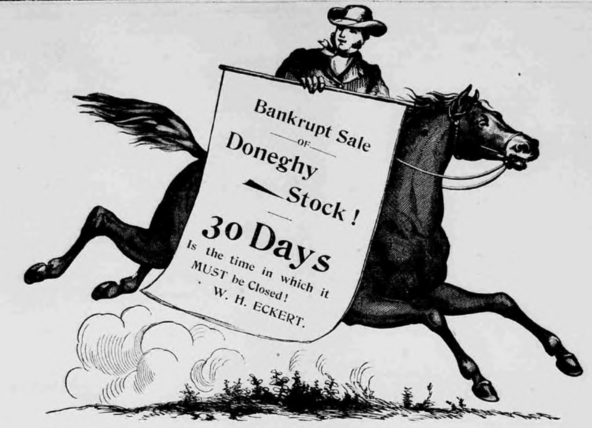 Bankrupt Sale
OF
Doneghy
Stock!
30 Days
Is the time in which it
MUST be Closed!
W. H. ECKERT.